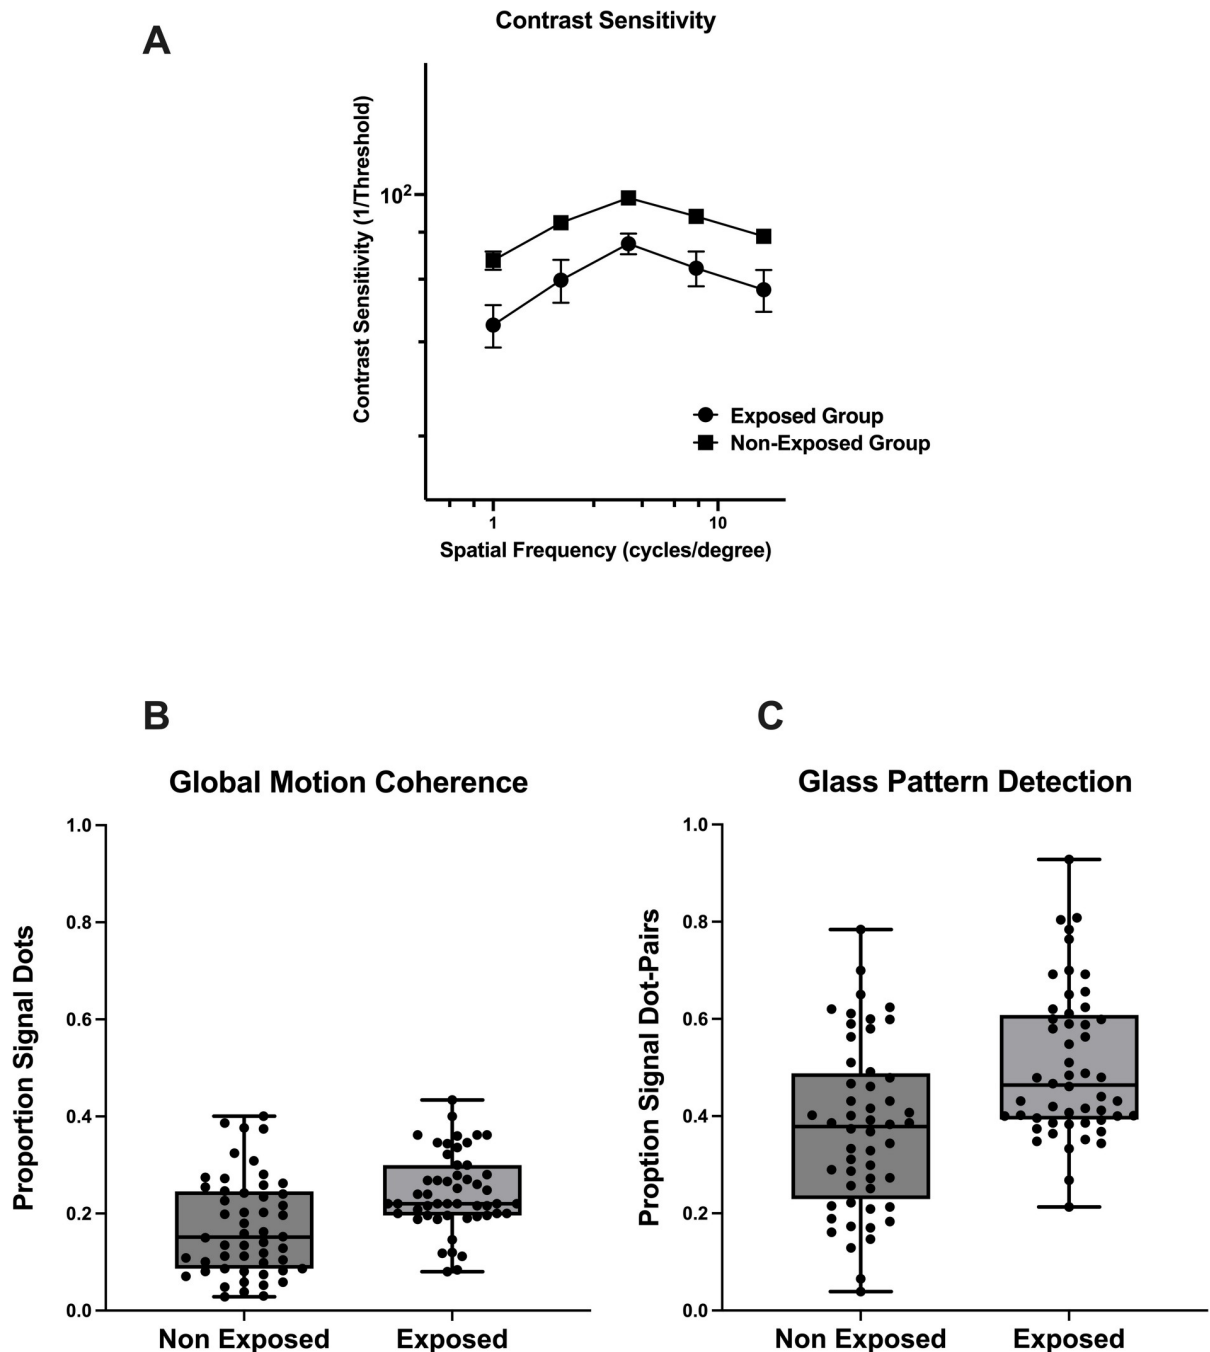 A
Contrast Sensitivity
Contrast Sensitivity (1/Threshold)
10²
Exposed Group
Non-Exposed Group
1
10
Spatial Frequency (cycles/degree)
B
Global Motion Coherence
Proportion Signal Dots
1.0
0.8
0.6
0.4
0.2
0.0
Non Exposed
Exposed
C
Glass Pattern Detection
Proption Signal Dot-Pairs
1.0
0.8
0.6
0.4
0.2
0.0
Non Exposed
Exposed